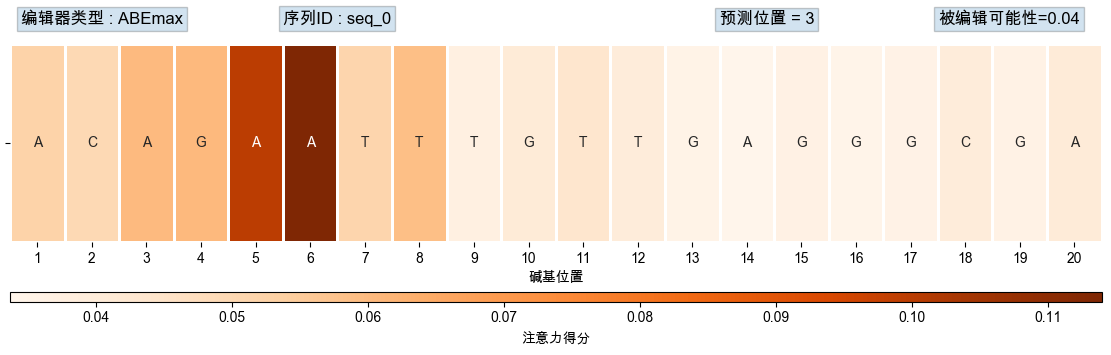 编辑器类型 : ABEmax 序列ID : seq_0 预测位置 = 3 被编辑可能性=0.04
A C A G A A T T T G T T G A G G G C G A
1 2 3 4 5 6 7 8 9 10 11 12 13 14 15 16 17 18 19 20
碱基位置
0.04 0.05 0.06 0.07 0.08 0.09 0.10 0.11
注意力得分